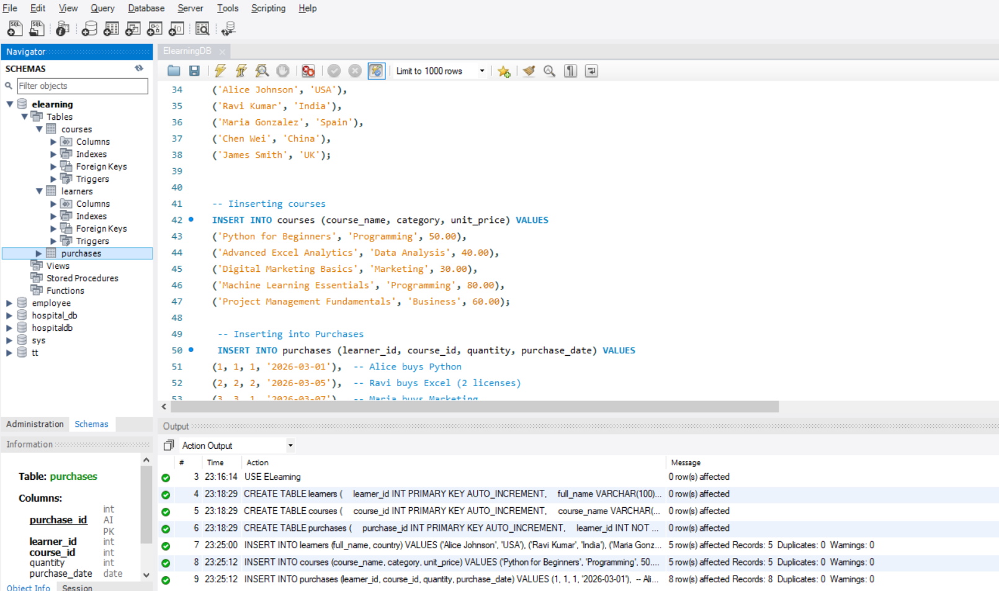 File Edit View Query Database Server Tools Scripting Help
Navigator
SCHEMAS
Filter objects
elearning
Tables
courses
Columns
Indexes
Foreign Keys
Triggers
learners
Columns
Indexes
Foreign Keys
Triggers
purchases
Views
Stored Procedures
Functions
employee
hospital_db
hospitaldb
sys
tt
Administration Schemas
Information
Table: purchases
Columns:
purchase_id int AI PK
learner_id int
course_id int
quantity int
purchase_date date
Object Info Session
ElearningDB
Limit to 1000 rows
34 ('Alice Johnson', 'USA'),
35 ('Ravi Kumar', 'India'),
36 ('Maria Gonzalez', 'Spain'),
37 ('Chen Wei', 'China'),
38 ('James Smith', 'UK');
39
40
41 -- Iinserting courses
42 INSERT INTO courses (course_name, category, unit_price) VALUES
43 ('Python for Beginners', 'Programming', 50.00),
44 ('Advanced Excel Analytics', 'Data Analysis', 40.00),
45 ('Digital Marketing Basics', 'Marketing', 30.00),
46 ('Machine Learning Essentials', 'Programming', 80.00),
47 ('Project Management Fundamentals', 'Business', 60.00);
48
49 -- Inserting into Purchases
50 INSERT INTO purchases (learner_id, course_id, quantity, purchase_date) VALUES
51 (1, 1, 1, '2026-03-01'), -- Alice buys Python
52 (2, 2, 2, '2026-03-05'), -- Ravi buys Excel (2 licenses)
53 (3, 3, 1, '2026-03-07') -- Maria buys Marketing
Output
Action Output
# Time Action Message
3 23:16:14 USE ELearning 0 row(s) affected
4 23:18:29 CREATE TABLE learners ( learner_id INT PRIMARY KEY AUTO_INCREMENT, full_name VARCHAR(100)... 0 row(s) affected
5 23:18:29 CREATE TABLE courses ( course_id INT PRIMARY KEY AUTO_INCREMENT, course_name VARCHAR(... 0 row(s) affected
6 23:18:29 CREATE TABLE purchases ( purchase_id INT PRIMARY KEY AUTO_INCREMENT, learner_id INT NOT ... 0 row(s) affected
7 23:25:00 INSERT INTO learners (full_name, country) VALUES ('Alice Johnson', 'USA'), ('Ravi Kumar', 'India'), ('Maria Gonz... 5 row(s) affected Records: 5 Duplicates: 0 Warnings: 0
8 23:25:12 INSERT INTO courses (course_name, category, unit_price) VALUES ('Python for Beginners', 'Programming', 50.... 5 row(s) affected Records: 5 Duplicates: 0 Warnings: 0
9 23:25:12 INSERT INTO purchases (learner_id, course_id, quantity, purchase_date) VALUES (1, 1, 1, '2026-03-01'), -- Ali... 8 row(s) affected Records: 8 Duplicates: 0 Warnings: 0